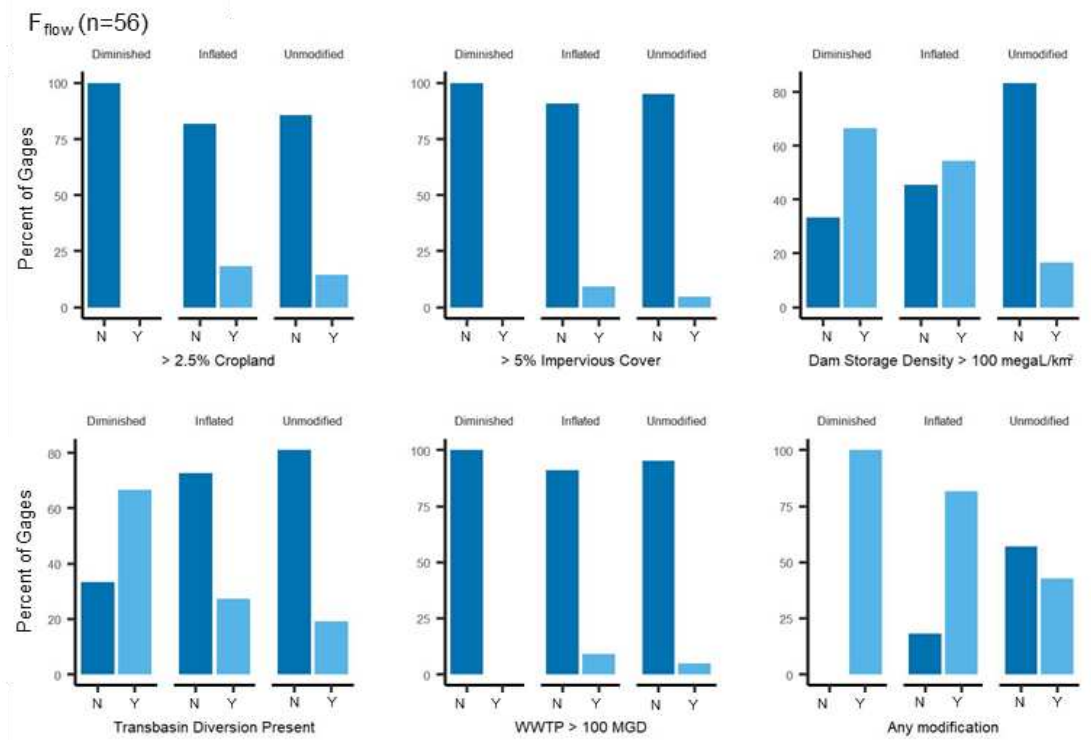 F_flow (n=56)
Diminished Inflated Unmodified
Diminished Inflated Unmodified
Diminished Inflated Unmodified
Percent of Gages
100
75
50
25
0
N Y N Y N Y
> 2.5% Cropland
100
75
50
25
0
N Y N Y N Y
> 5% Impervious Cover
80
60
40
20
0
N Y N Y N Y
Dam Storage Density > 100 megaL/km²
Diminished Inflated Unmodified
Diminished Inflated Unmodified
Diminished Inflated Unmodified
Percent of Gages
80
60
40
20
0
N Y N Y N Y
Transbasin Diversion Present
100
75
50
25
0
N Y N Y N Y
WWTP > 100 MGD
100
75
50
25
0
N Y N Y N Y
Any modification